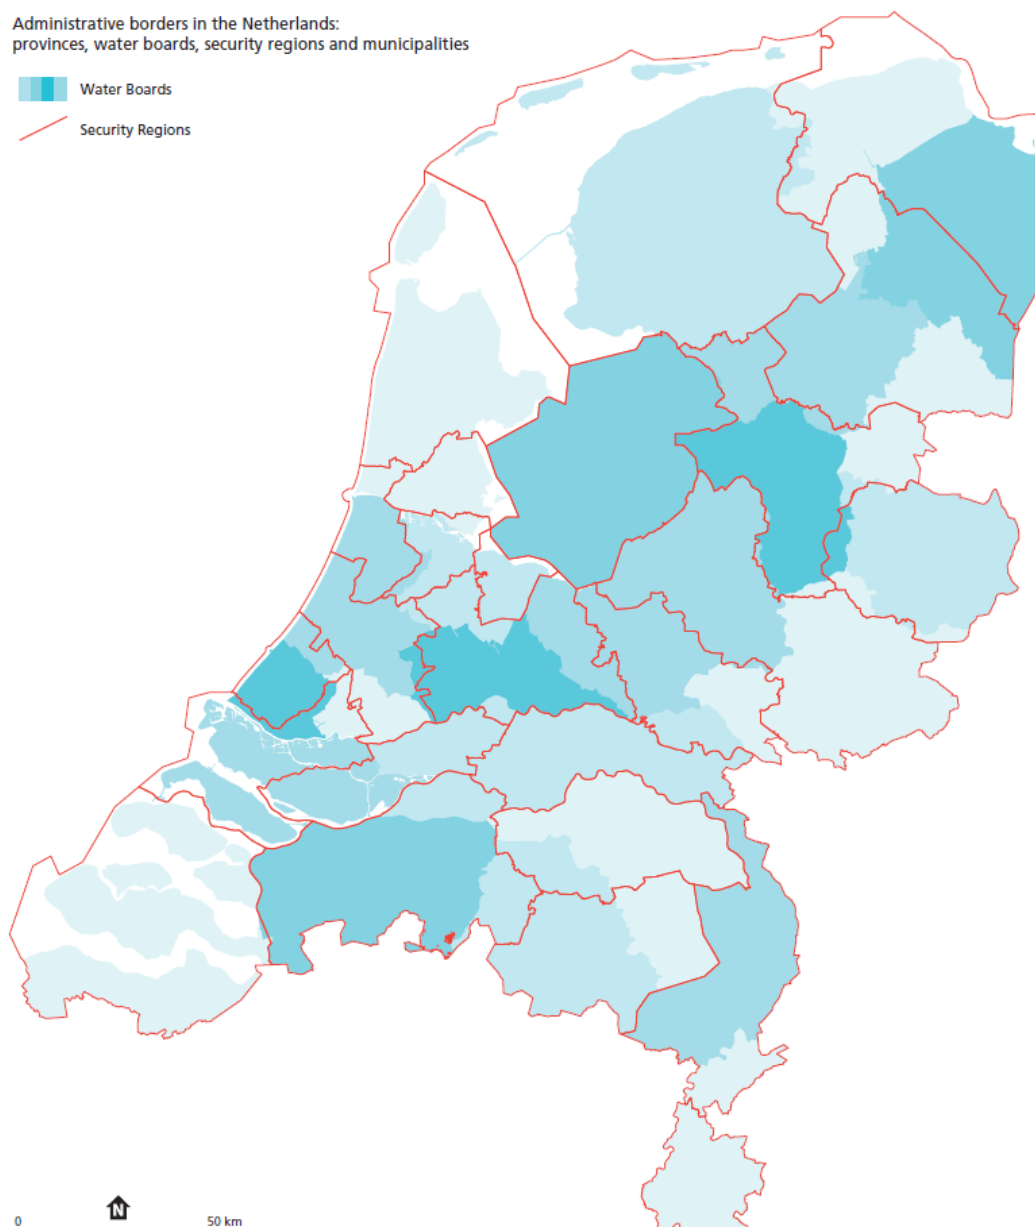 Administrative borders in the Netherlands:
provinces, water boards, security regions and municipalities
Water Boards
Security Regions
N
0 50 km